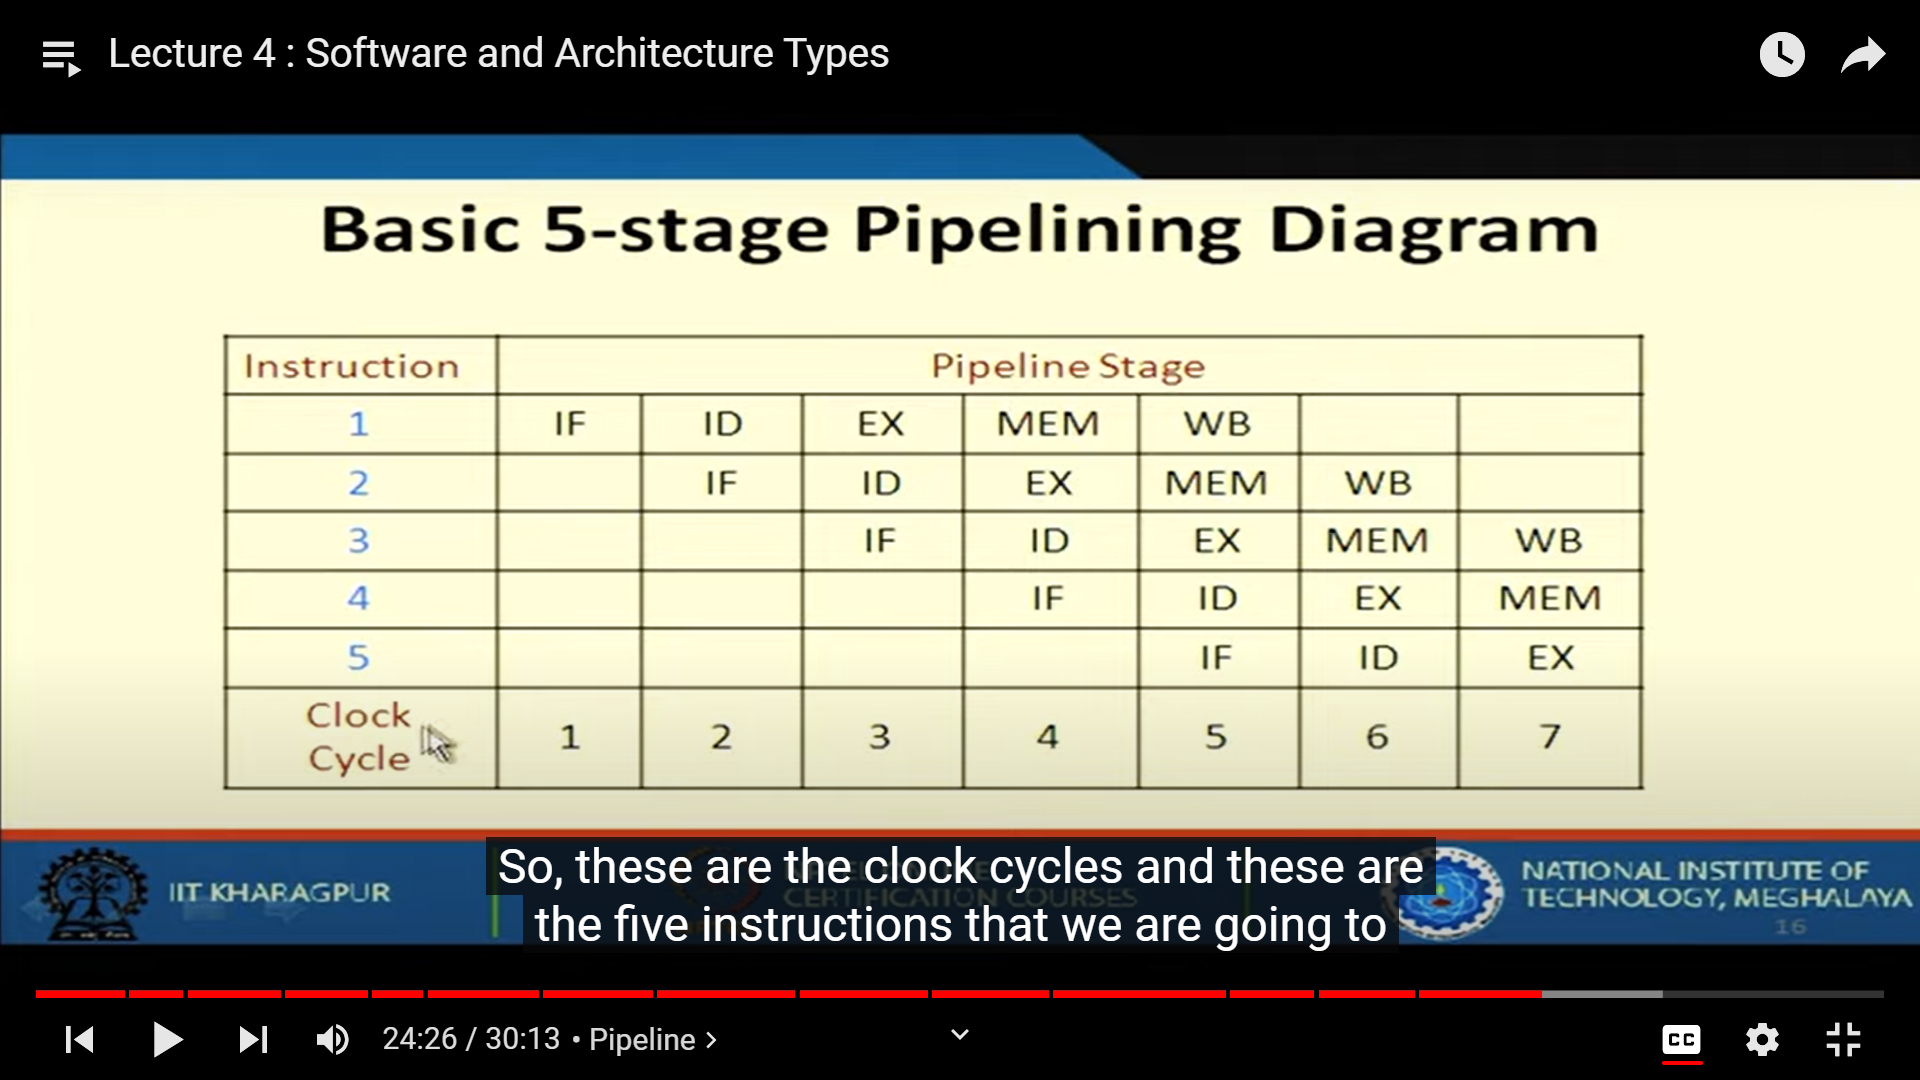 Lecture 4 : Software and Architecture Types
Basic 5-stage Pipelining Diagram
Instruction Pipeline Stage
1 IF ID EX MEM WB
2 IF ID EX MEM WB
3 IF ID EX MEM WB
4 IF ID EX MEM
5 IF ID EX
Clock
Cycle
1 2 3 4 5 6 7
IIT KHARAGPUR
CERTIFICATION COURSES
So, these are the clock cycles and these are
the five instructions that we are going to
NATIONAL INSTITUTE OF
TECHNOLOGY, MEGHALAYA
16
24:26 / 30:13 • Pipeline >
CC